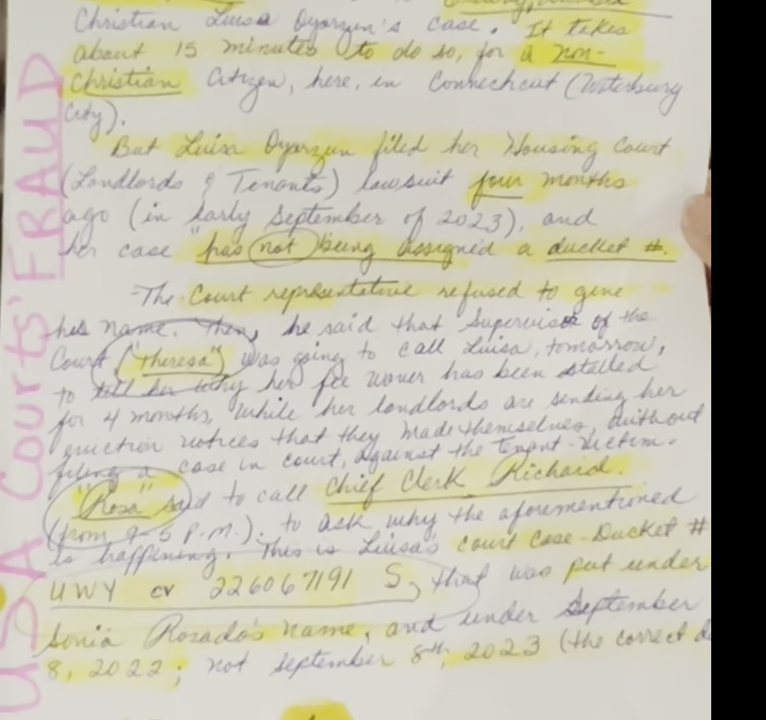 Christian Luisa Oyarzun's case. It takes
about 15 minutes to do so, for a non-
Christian Citizen, here, in Connecticut (Waterbury
City).
But Luisa Oyarzun filed her Housing Court
(Landlords & Tenants) lawsuit four months
ago (in early September of 2023), and
her case "has not being assigned a ducket #.
-The Court representative refused to give
his name. Then, he said that Supervisor of the
Court ("Theresa") was going to call Luisa, tomorrow,
to tell her why her fee waver has been stalled
for 4 months, while her landlords are sending her
eviction notices that they made themselves, without
filing a case in court, against the Tenant-Victim.
"Rosa" said to call Chief Clerk Richard.
(from 9-5 P.M.); to ask why the aforementioned
is happening. This is Luisa's court case-Ducket #
UWY cv 226067191 S, that was put under
Sonia Rosado's name, and under September
8, 2022; not September 8th, 2023 (the correct
USA Courts' FRAUD